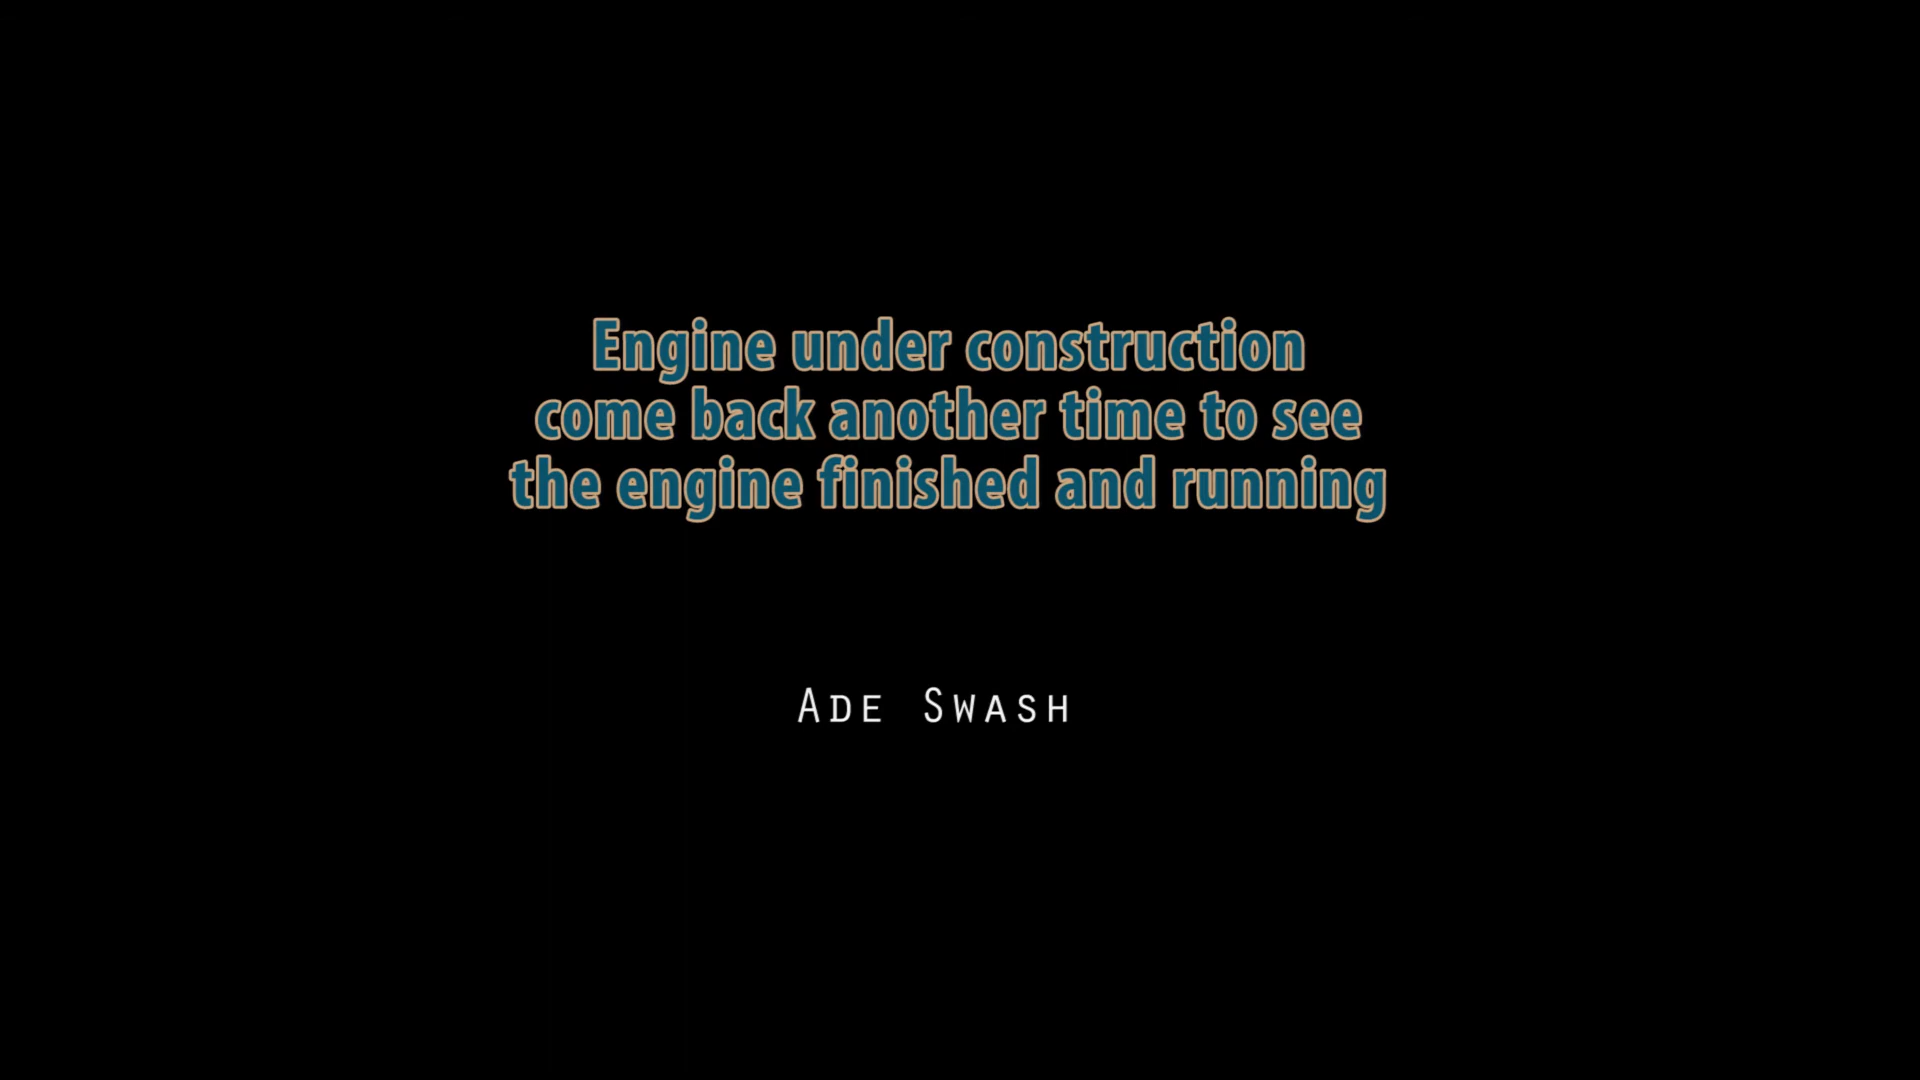 Engine under construction
come back another time to see
the engine finished and running
Ade Swash